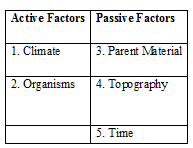 Active Factors Passive Factors
1. Climate 3. Parent Material
2. Organisms 4. Topography
5. Time